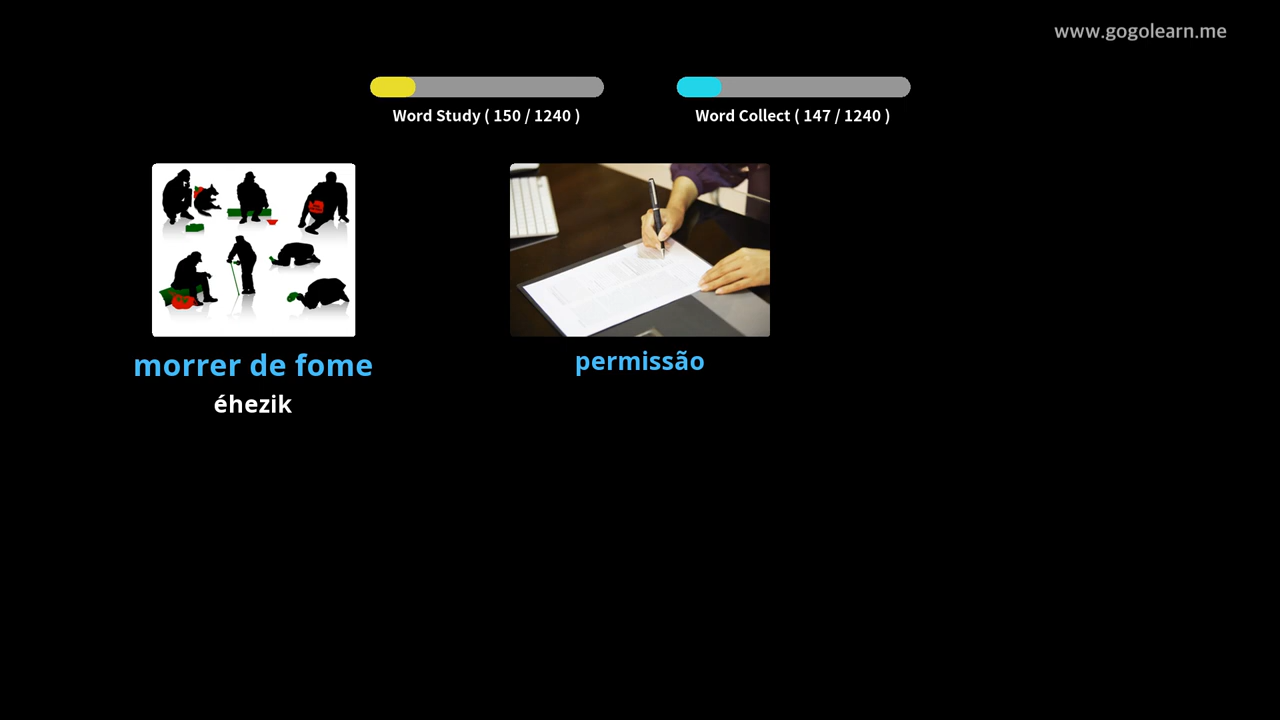 www.gogolearn.me
Word Study ( 150 / 1240 )
Word Collect ( 147 / 1240 )
morrer de fome
éhezik
permissão